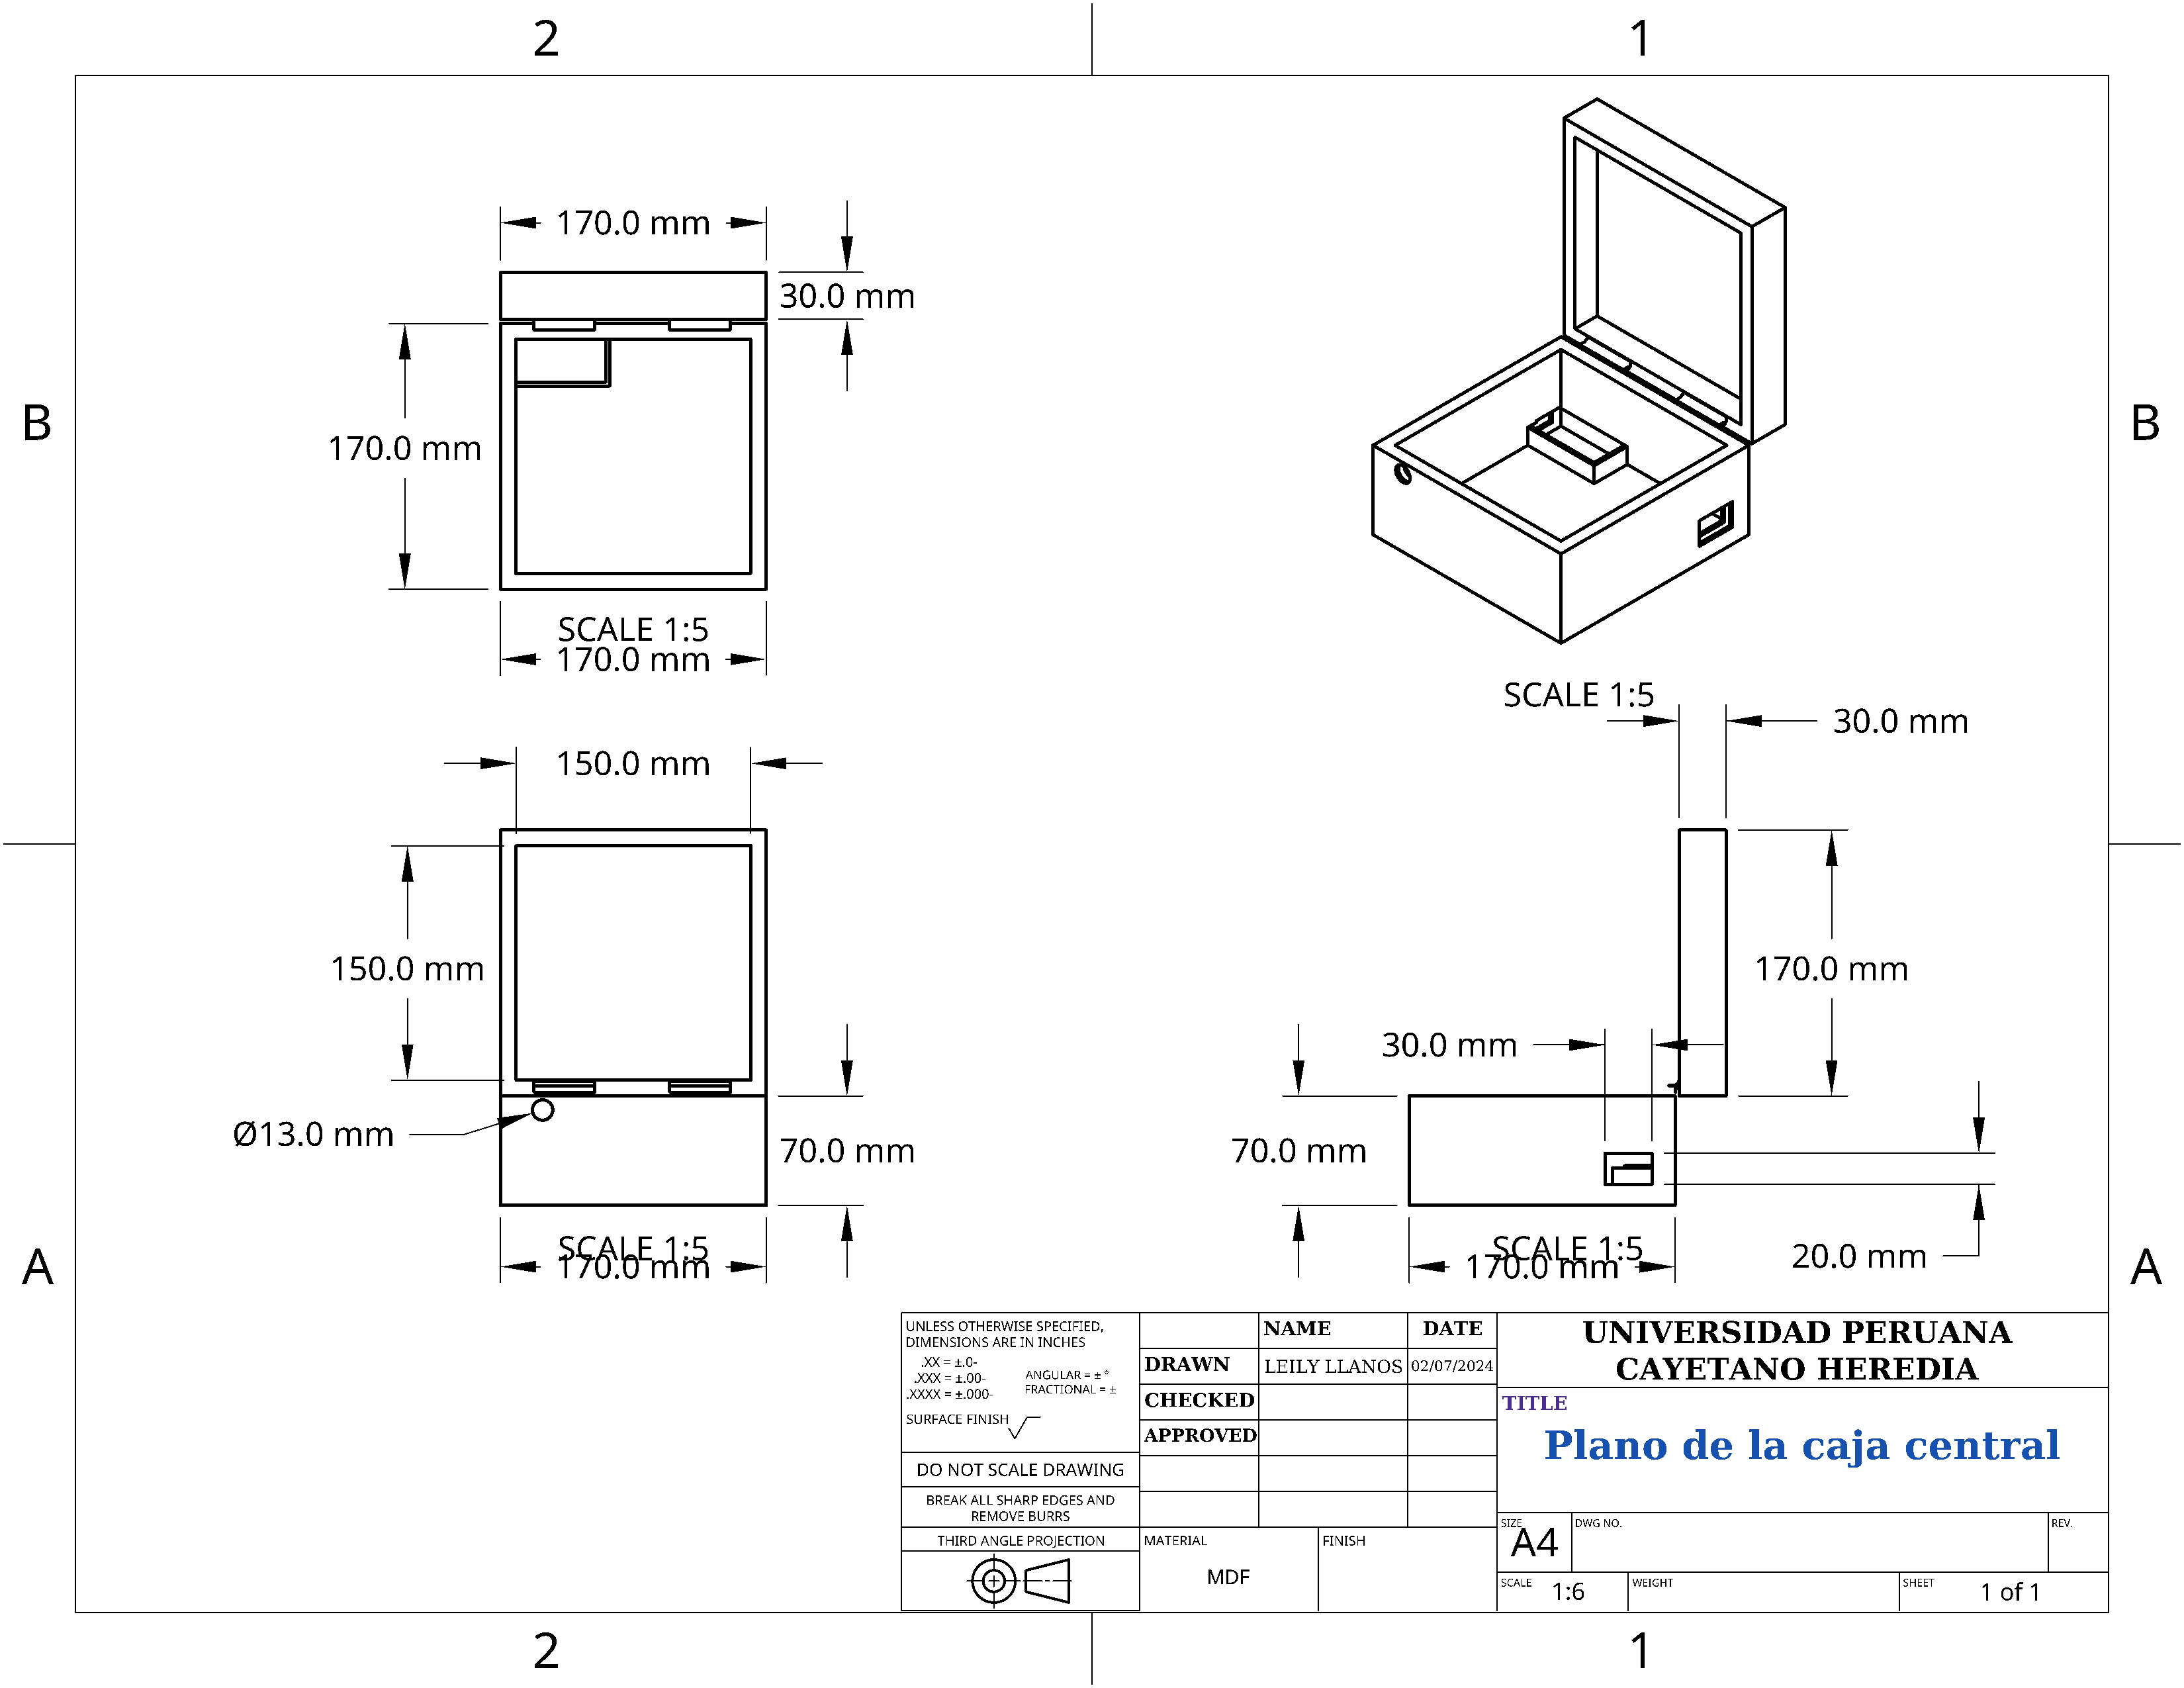 2
1
170.0 mm
30.0 mm
B
B
170.0 mm
SCALE 1:5
170.0 mm
SCALE 1:5
30.0 mm
150.0 mm
150.0 mm
170.0 mm
30.0 mm
Ø13.0 mm
70.0 mm
70.0 mm
SCALE 1:5
170.0 mm
SCALE 1:5
170.0 mm
20.0 mm
A
A
UNLESS OTHERWISE SPECIFIED,
DIMENSIONS ARE IN INCHES
.XX = ±.0-
.XXX = ±.00-
.XXXX = ±.000-
ANGULAR = ± °
FRACTIONAL = ±
SURFACE FINISH
DO NOT SCALE DRAWING
BREAK ALL SHARP EDGES AND
REMOVE BURRS
THIRD ANGLE PROJECTION
NAME DATE
DRAWN LEILY LLANOS 02/07/2024
CHECKED
APPROVED
MATERIAL
MDF
FINISH
UNIVERSIDAD PERUANA
CAYETANO HEREDIA
TITLE
Plano de la caja central
SIZE
A4
DWG NO.
REV.
SCALE 1:6
WEIGHT
SHEET 1 of 1
2
1